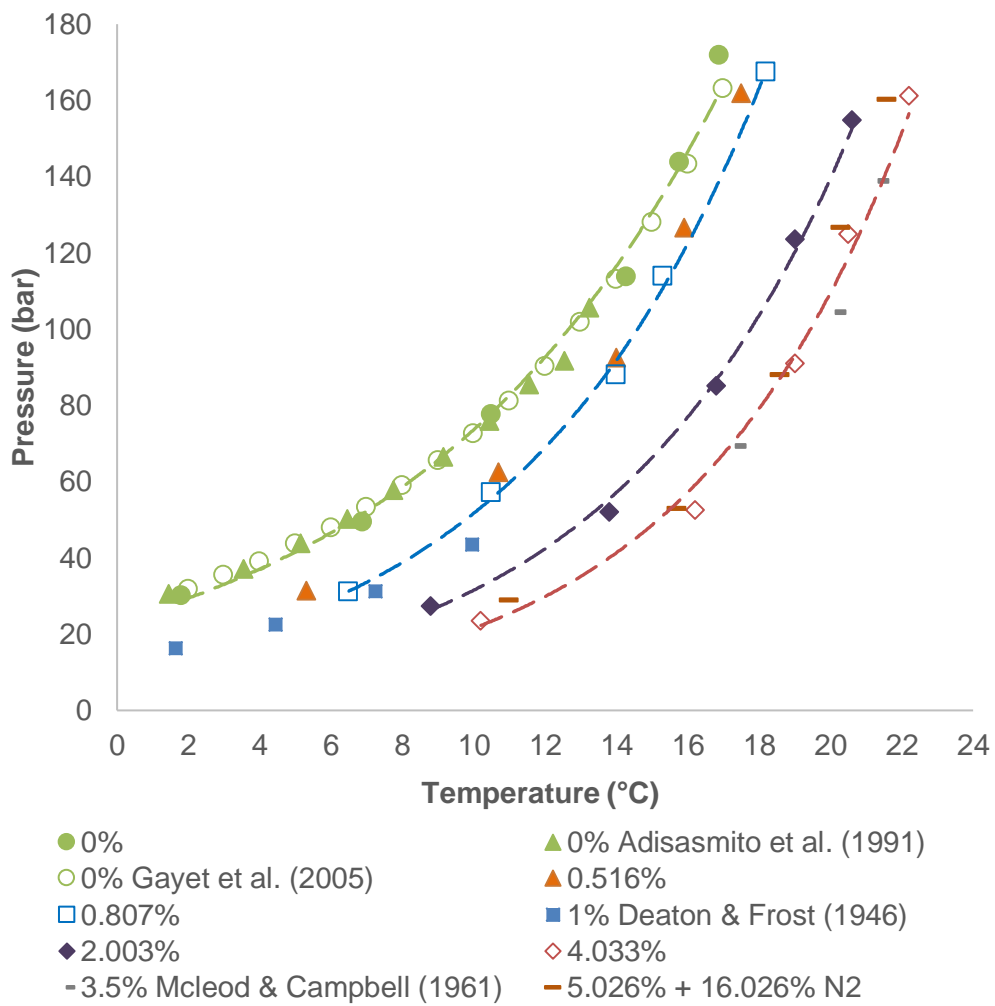 180
160
140
120
100
80
60
40
20
0
Pressure (bar)
0 2 4 6 8 10 12 14 16 18 20 22 24
Temperature (°C)
0% 0% Adisasmito et al. (1991)
0% Gayet et al. (2005) 0.516%
0.807% 1% Deaton & Frost (1946)
2.003% 4.033%
3.5% Mcleod & Campbell (1961) 5.026% + 16.026% N2